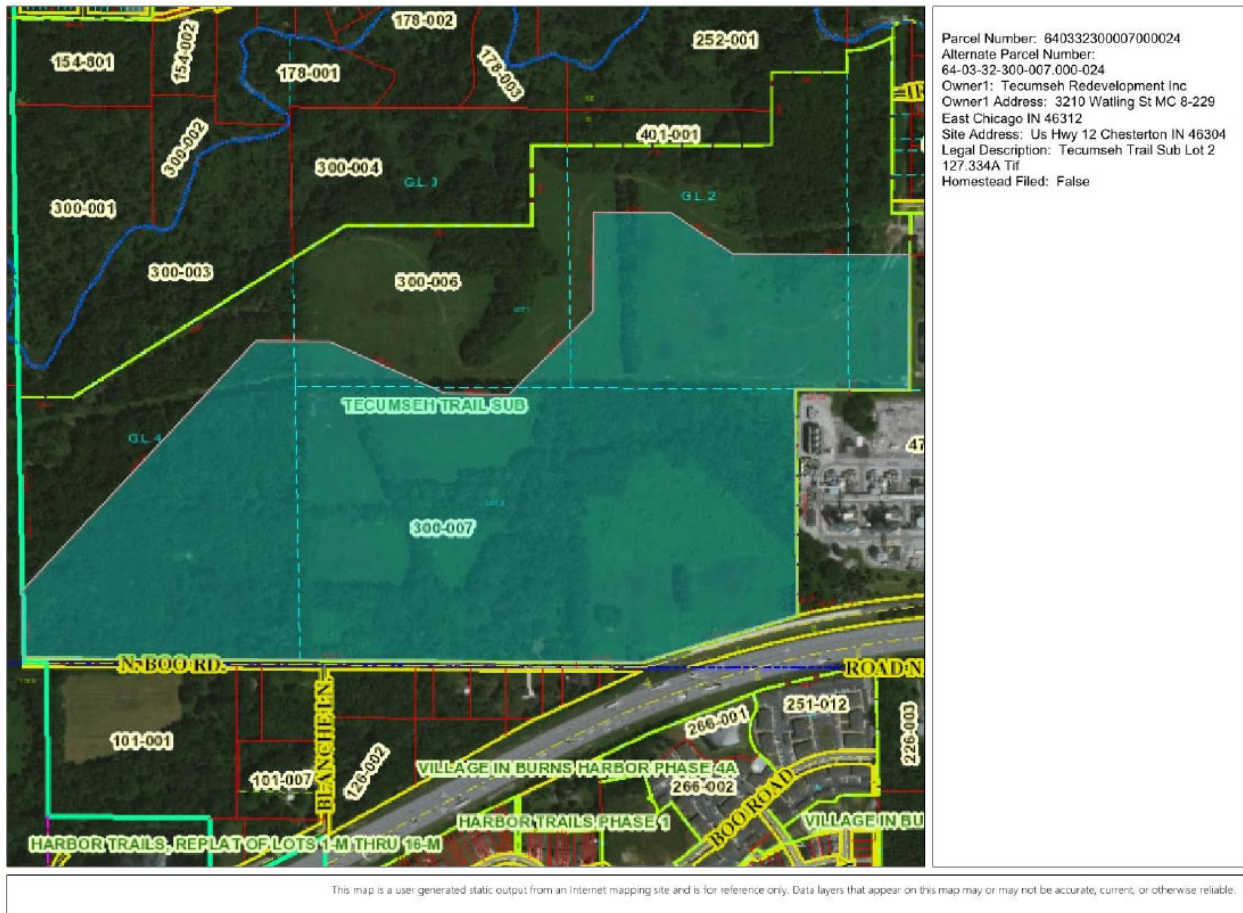 178-002
252-001
154-801
154-002
178-001
178-003
300-002
401-001
300-004
G.L. 3
G.L. 2
300-001
300-003
300-006
TECUMSEH TRAIL SUB
G.L. 4
47
300-007
N. BOO RD.
ROAD N
BLANCHE LN.
101-001
101-007
126-002
266-001
251-012
226-003
VILLAGE IN BURNS HARBOR PHASE 4A
266-002
BOO ROAD
HARBOR TRAILS PHASE 1
VILLAGE IN BU
HARBOR TRAILS, REPLAT OF LOTS 1-M THRU 16-M
Parcel Number: 640332300007000024
Alternate Parcel Number:
64-03-32-300-007.000-024
Owner1: Tecumseh Redevelopment Inc
Owner1 Address: 3210 Watling St MC 8-229
East Chicago IN 46312
Site Address: Us Hwy 12 Chesterton IN 46304
Legal Description: Tecumseh Trail Sub Lot 2
127.334A Tif
Homestead Filed: False
This map is a user generated static output from an Internet mapping site and is for reference only. Data layers that appear on this map may or may not be accurate, current, or otherwise reliable.